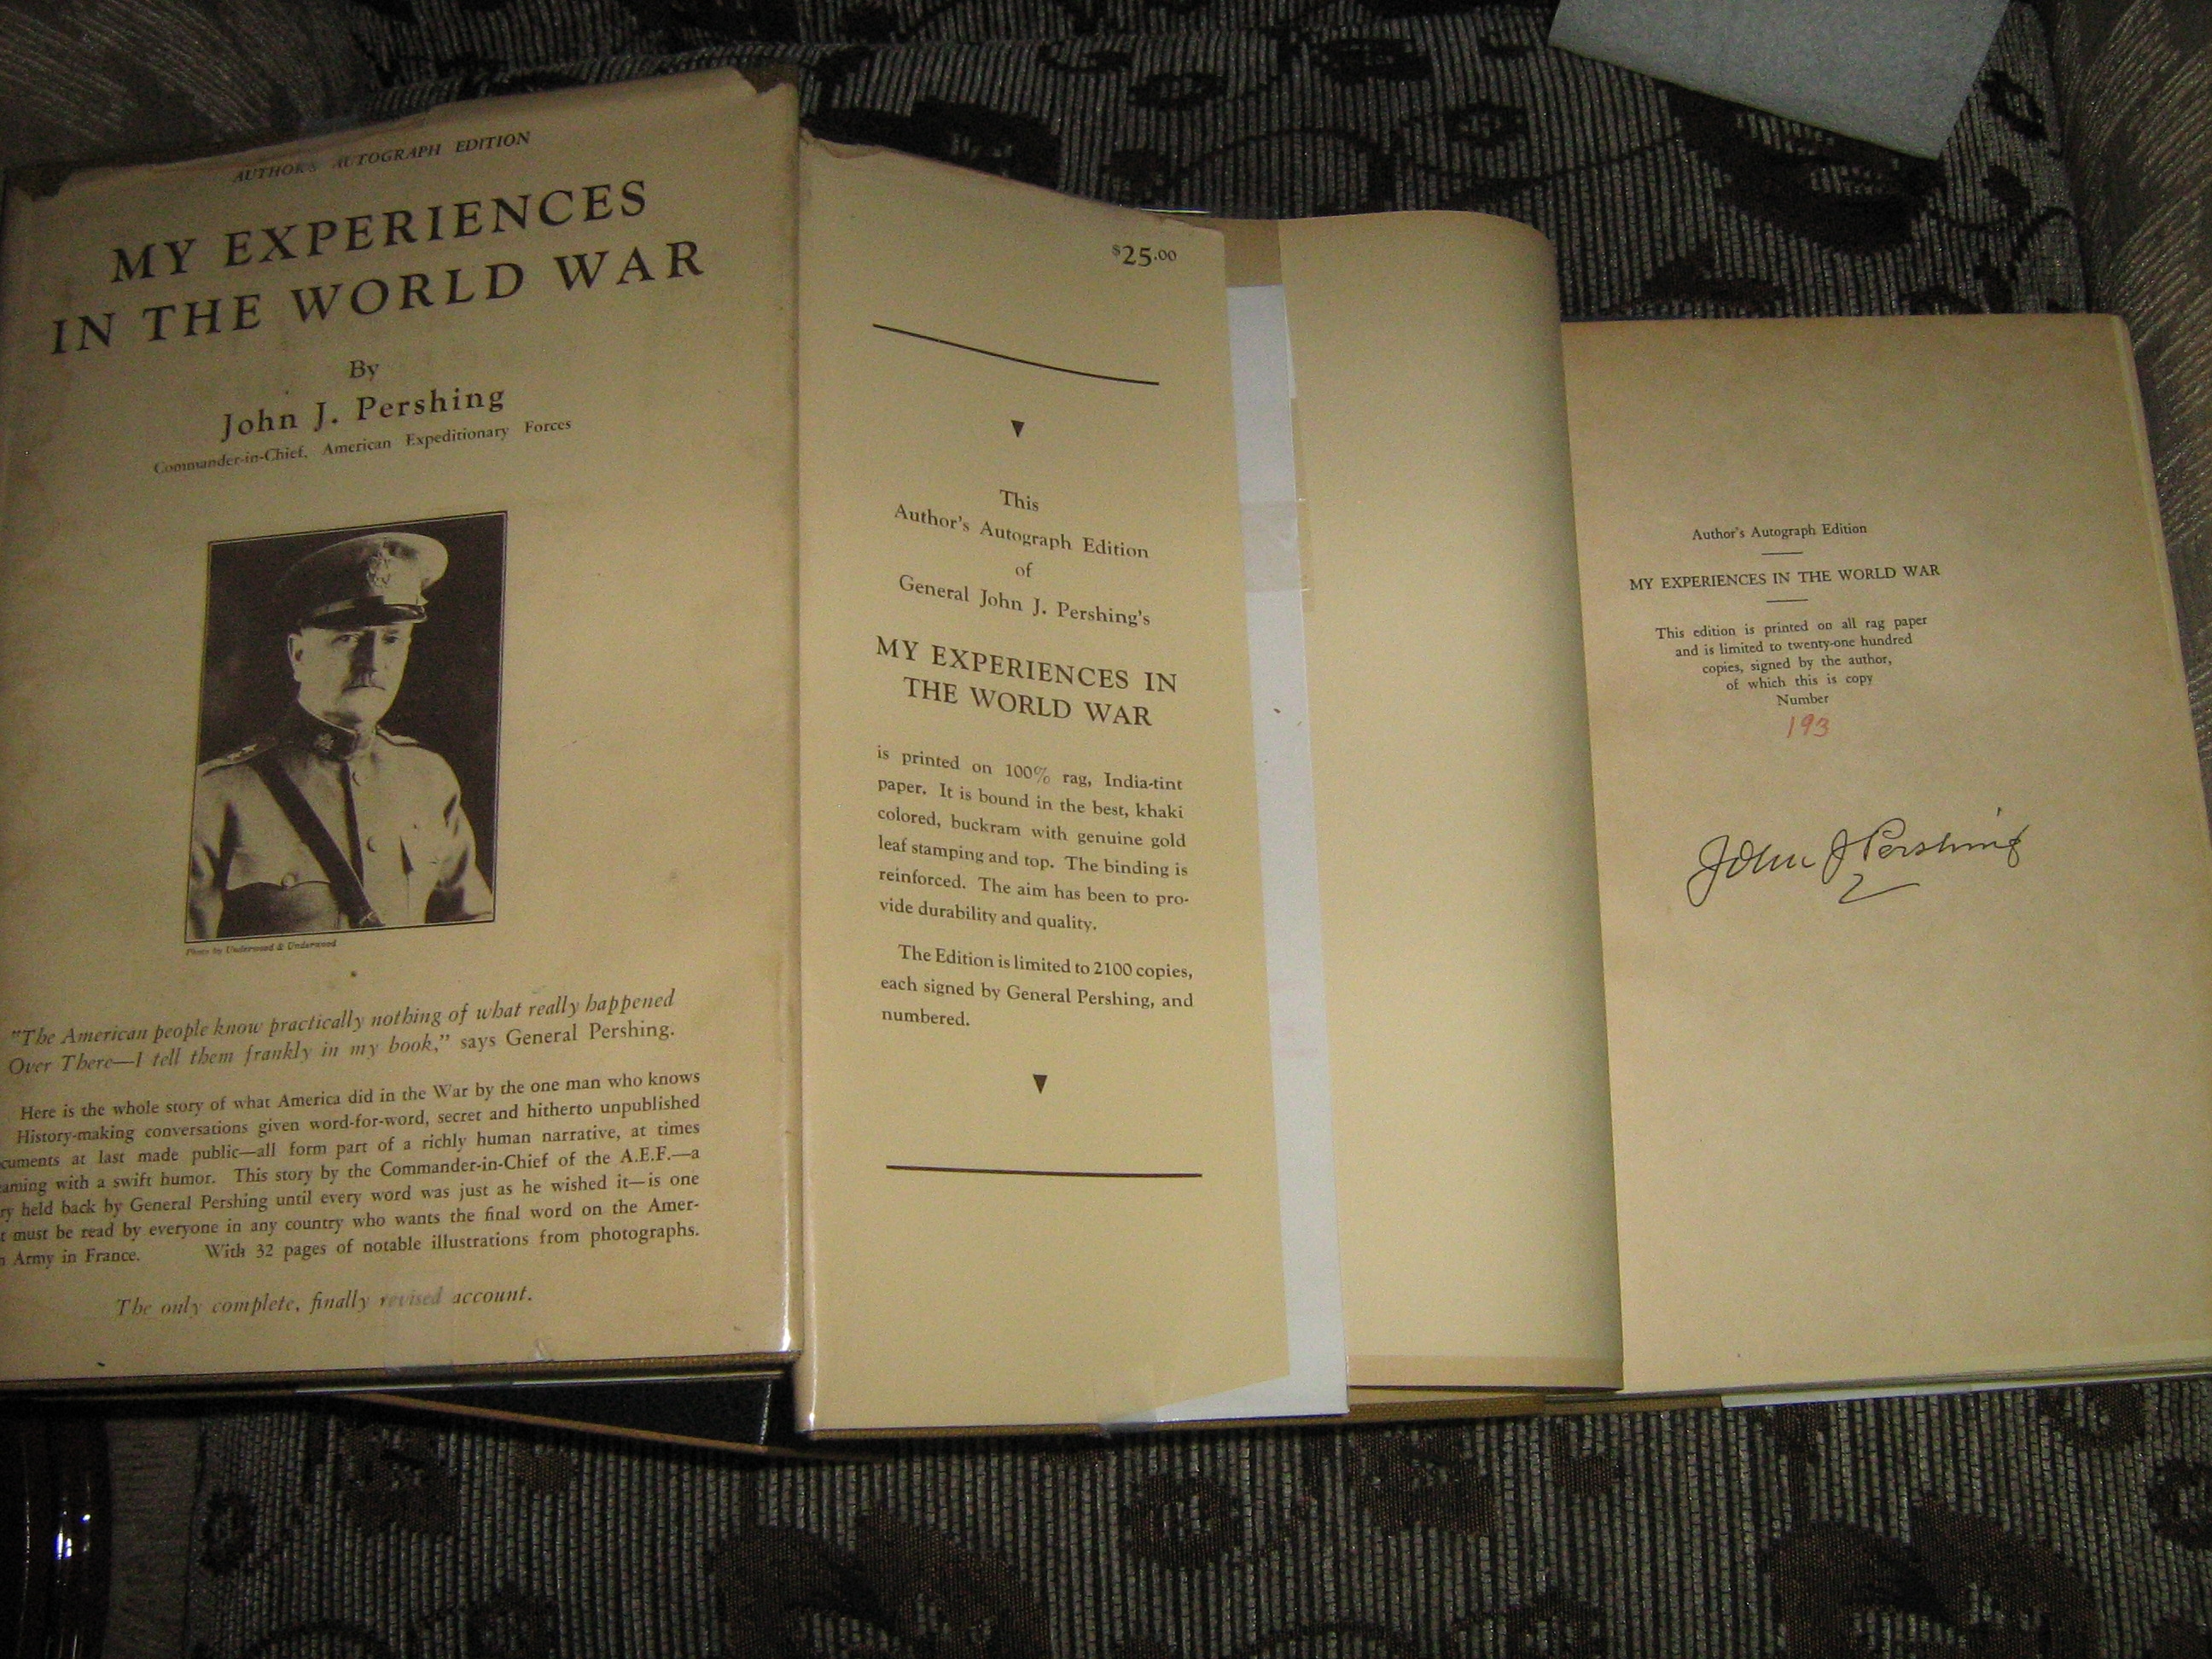 AUTHOR'S AUTOGRAPH EDITION
MY EXPERIENCES
IN THE WORLD WAR
By
John J. Pershing
Commander-in-Chief, American Expeditionary Forces
Photo by Underwood & Underwood
"The American people know practically nothing of what really happened
Over There—I tell them frankly in my book," says General Pershing.
Here is the whole story of what America did in the War by the one man who knows
History-making conversations given word-for-word, secret and hitherto unpublished
cuments at last made public—all form part of a richly human narrative, at times
aming with a swift humor. This story by the Commander-in-Chief of the A.E.F.—a
ry held back by General Pershing until every word was just as he wished it—is one
t must be read by everyone in any country who wants the final word on the Amer-
n Army in France. With 32 pages of notable illustrations from photographs.
The only complete, finally revised account.
$25.00
This
Author's Autograph Edition
of
General John J. Pershing's
MY EXPERIENCES IN
THE WORLD WAR
is printed on 100% rag, India-tint
paper. It is bound in the best, khaki
colored, buckram with genuine gold
leaf stamping and top. The binding is
reinforced. The aim has been to pro-
vide durability and quality.
The Edition is limited to 2100 copies,
each signed by General Pershing, and
numbered.
Author's Autograph Edition
MY EXPERIENCES IN THE WORLD WAR
This edition is printed on all rag paper
and is limited to twenty-one hundred
copies, signed by the author,
of which this is copy
Number
193
John J Pershing